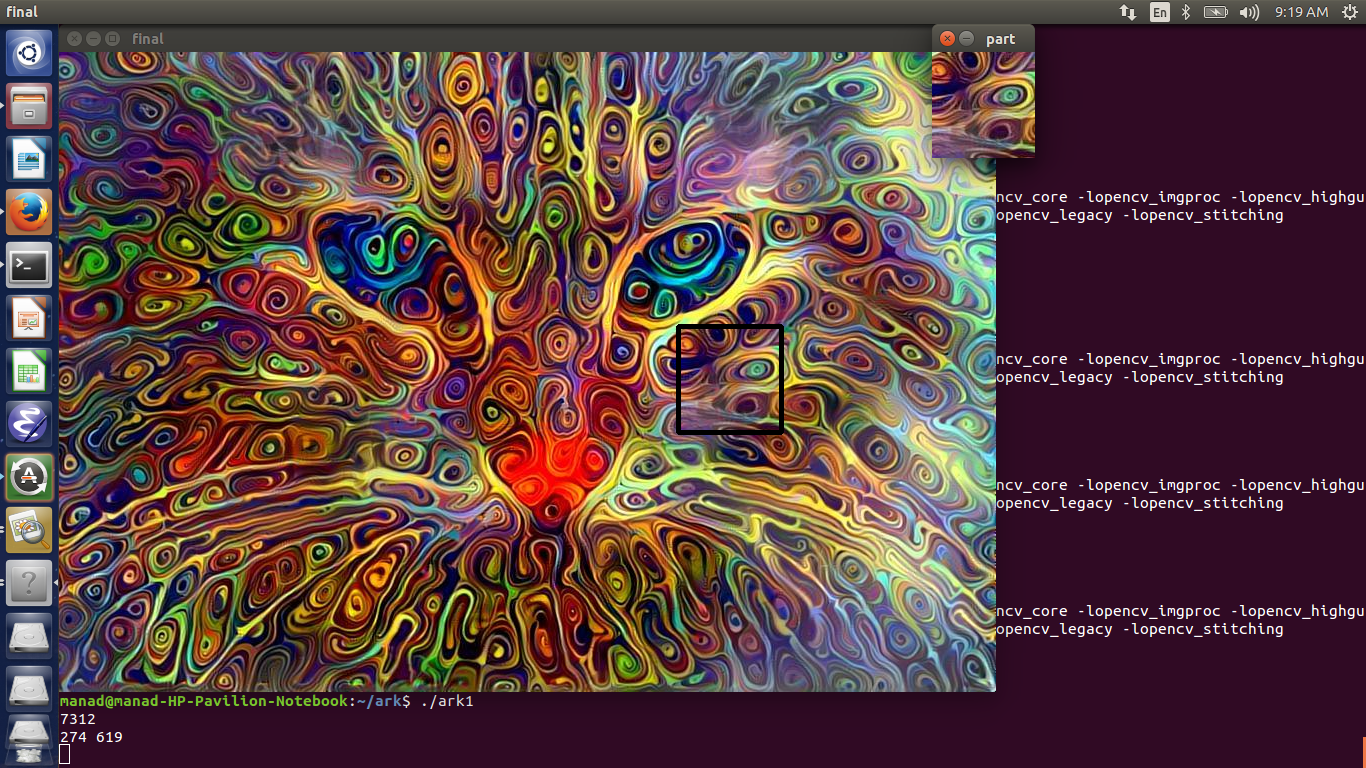 final
En
9:19 AM
final
part
ncv_core -lopencv_imgproc -lopencv_highgu
opencv_legacy -lopencv_stitching
ncv_core -lopencv_imgproc -lopencv_highgu
opencv_legacy -lopencv_stitching
ncv_core -lopencv_imgproc -lopencv_highgu
opencv_legacy -lopencv_stitching
ncv_core -lopencv_imgproc -lopencv_highgu
opencv_legacy -lopencv_stitching
manad@manad-HP-Pavilion-Notebook:~/ark$ ./ark1
7312
274 619